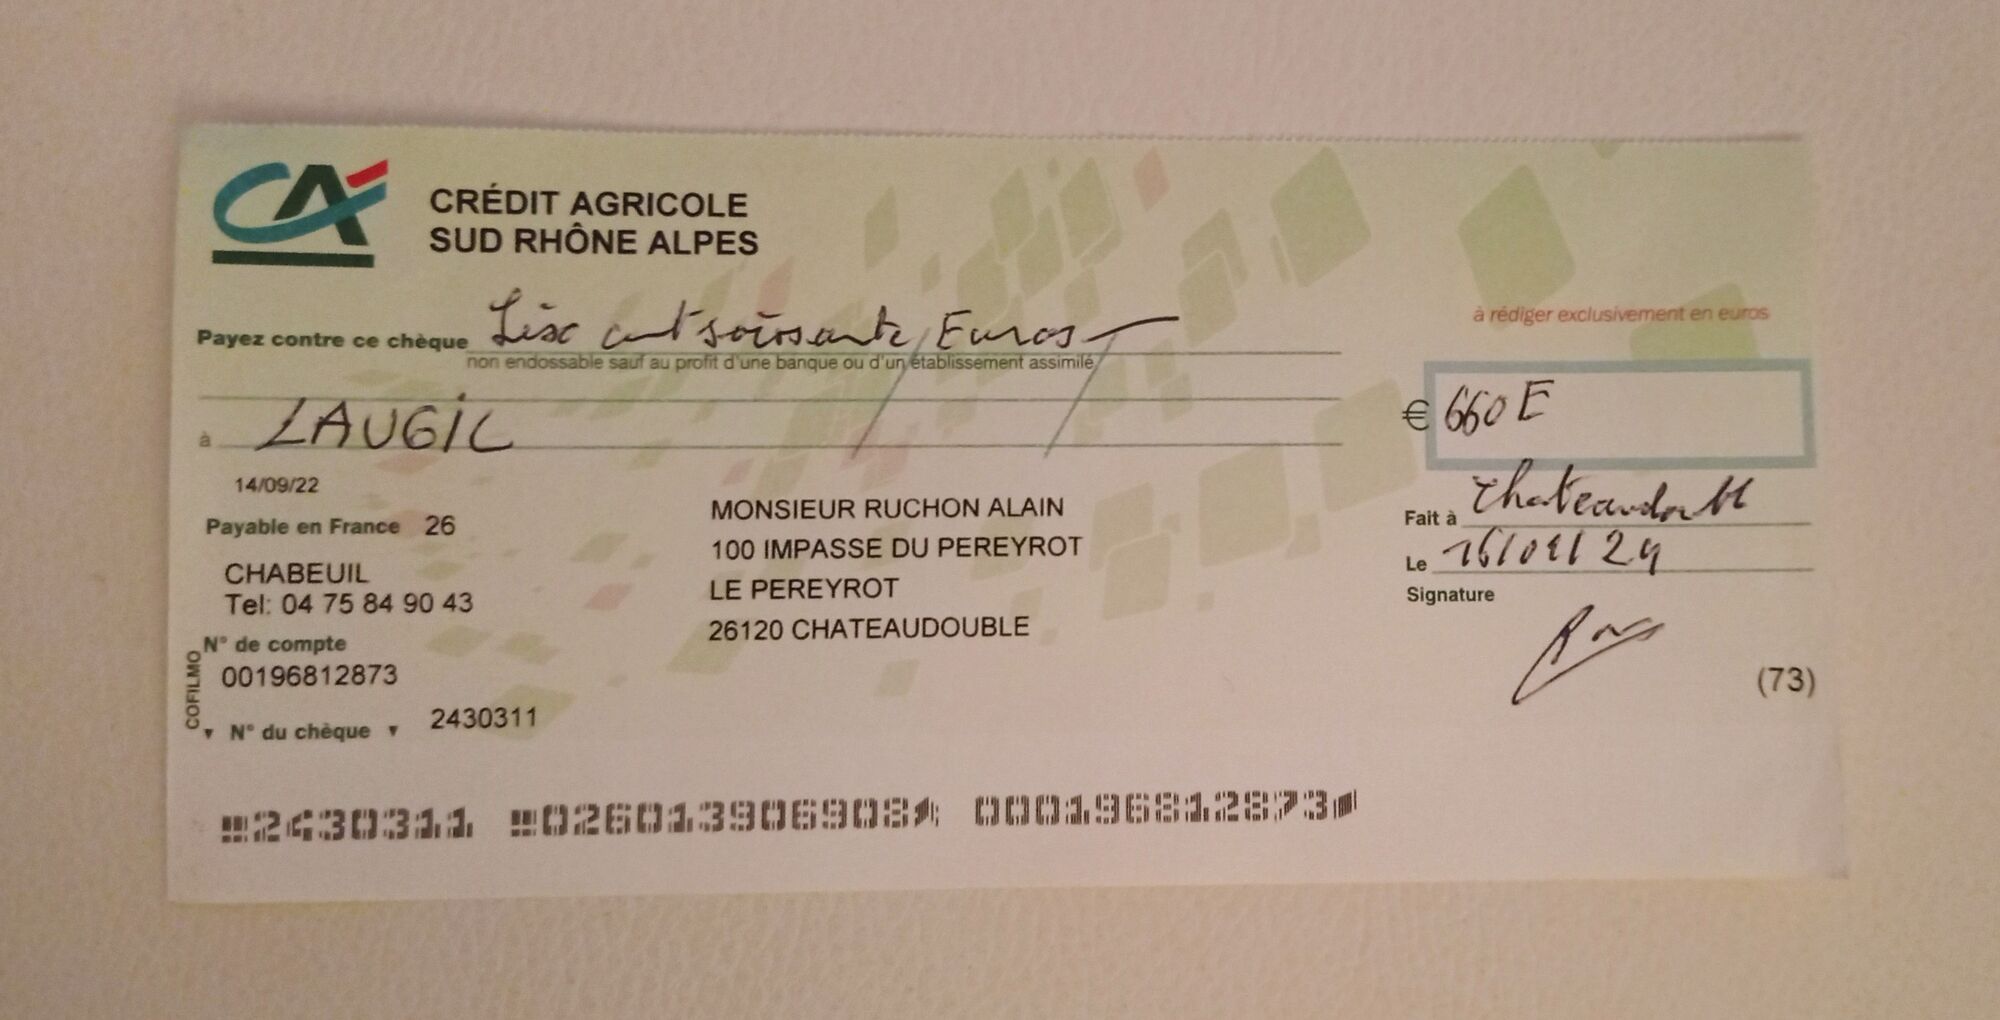 CA
CRÉDIT AGRICOLE
SUD RHÔNE ALPES
à rédiger exclusivement en euros
Payez contre ce chèque Six cent soixante Euros
non endossable sauf au profit d'une banque ou d'un établissement assimilé
€ 660 E
à LAUGIL
14/09/22
Payable en France 26
CHABEUIL
Tel: 04 75 84 90 43
N° de compte
00196812873
COFILMO
N° du chèque 2430311
MONSIEUR RUCHON ALAIN
100 IMPASSE DU PEREYROT
LE PEREYROT
26120 CHATEAUDOUBLE
Fait à Chateaudouble
Le 16/01/24
Signature
(73)
2430311 026013906908 000196812873